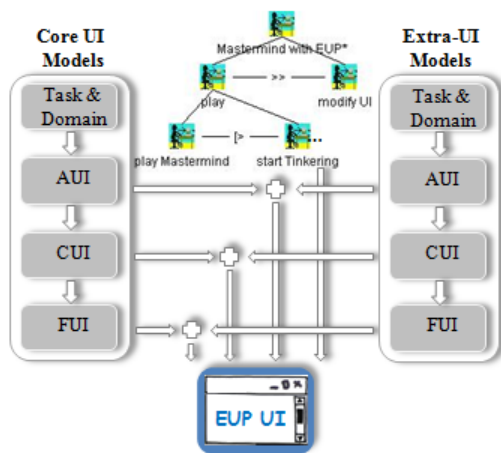 Core UI
Models
Task &
Domain
AUI
CUI
FUI
Mastermind with EUP*
>>
play
modify UI
[>
...
play Mastermind
start Tinkering
Extra-UI
Models
Task &
Domain
AUI
CUI
FUI
EUP UI